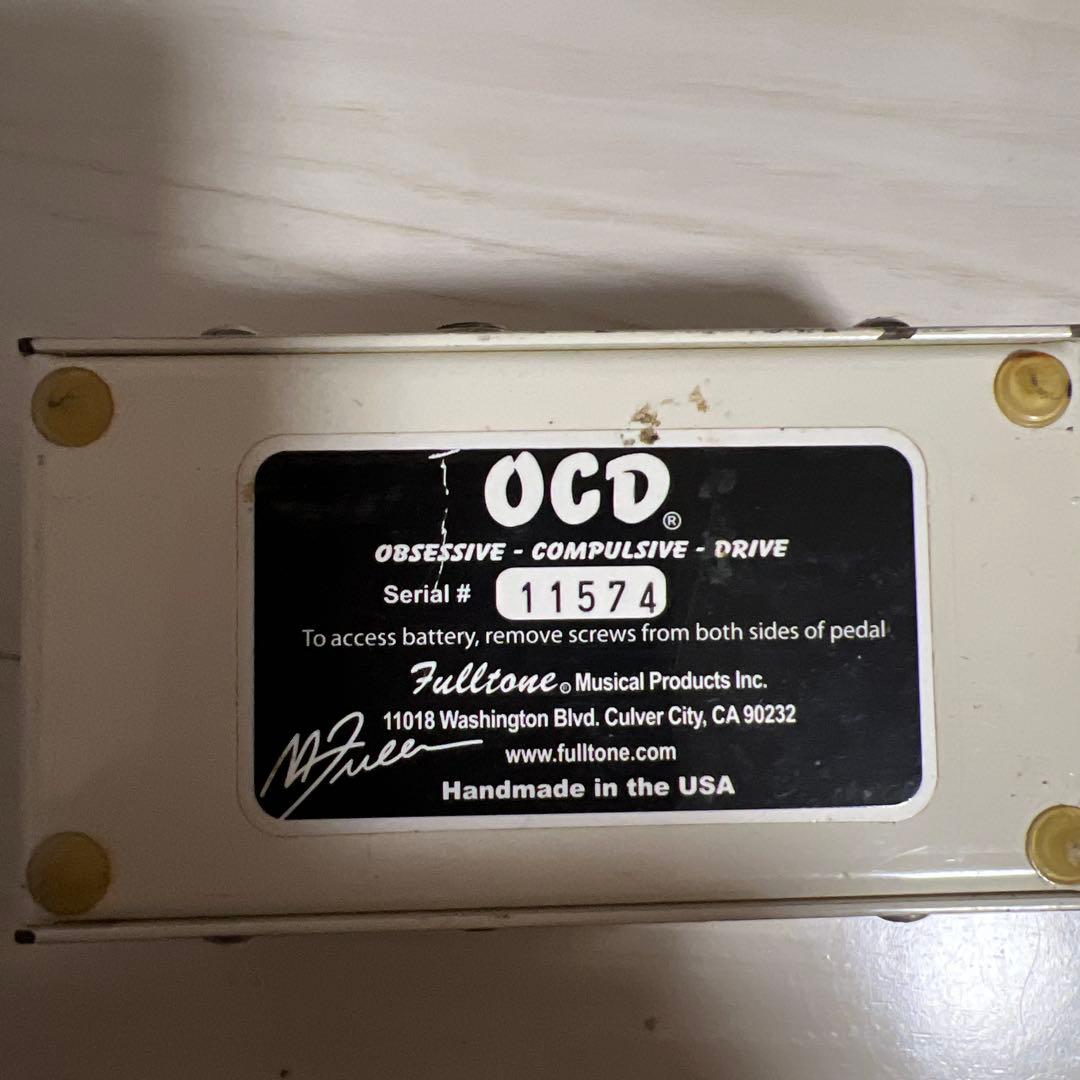 OCD®
OBSESSIVE - COMPULSIVE - DRIVE
Serial # 11574
To access battery, remove screws from both sides of pedal
Fulltone® Musical Products Inc.
11018 Washington Blvd. Culver City, CA 90232
www.fulltone.com
Handmade in the USA